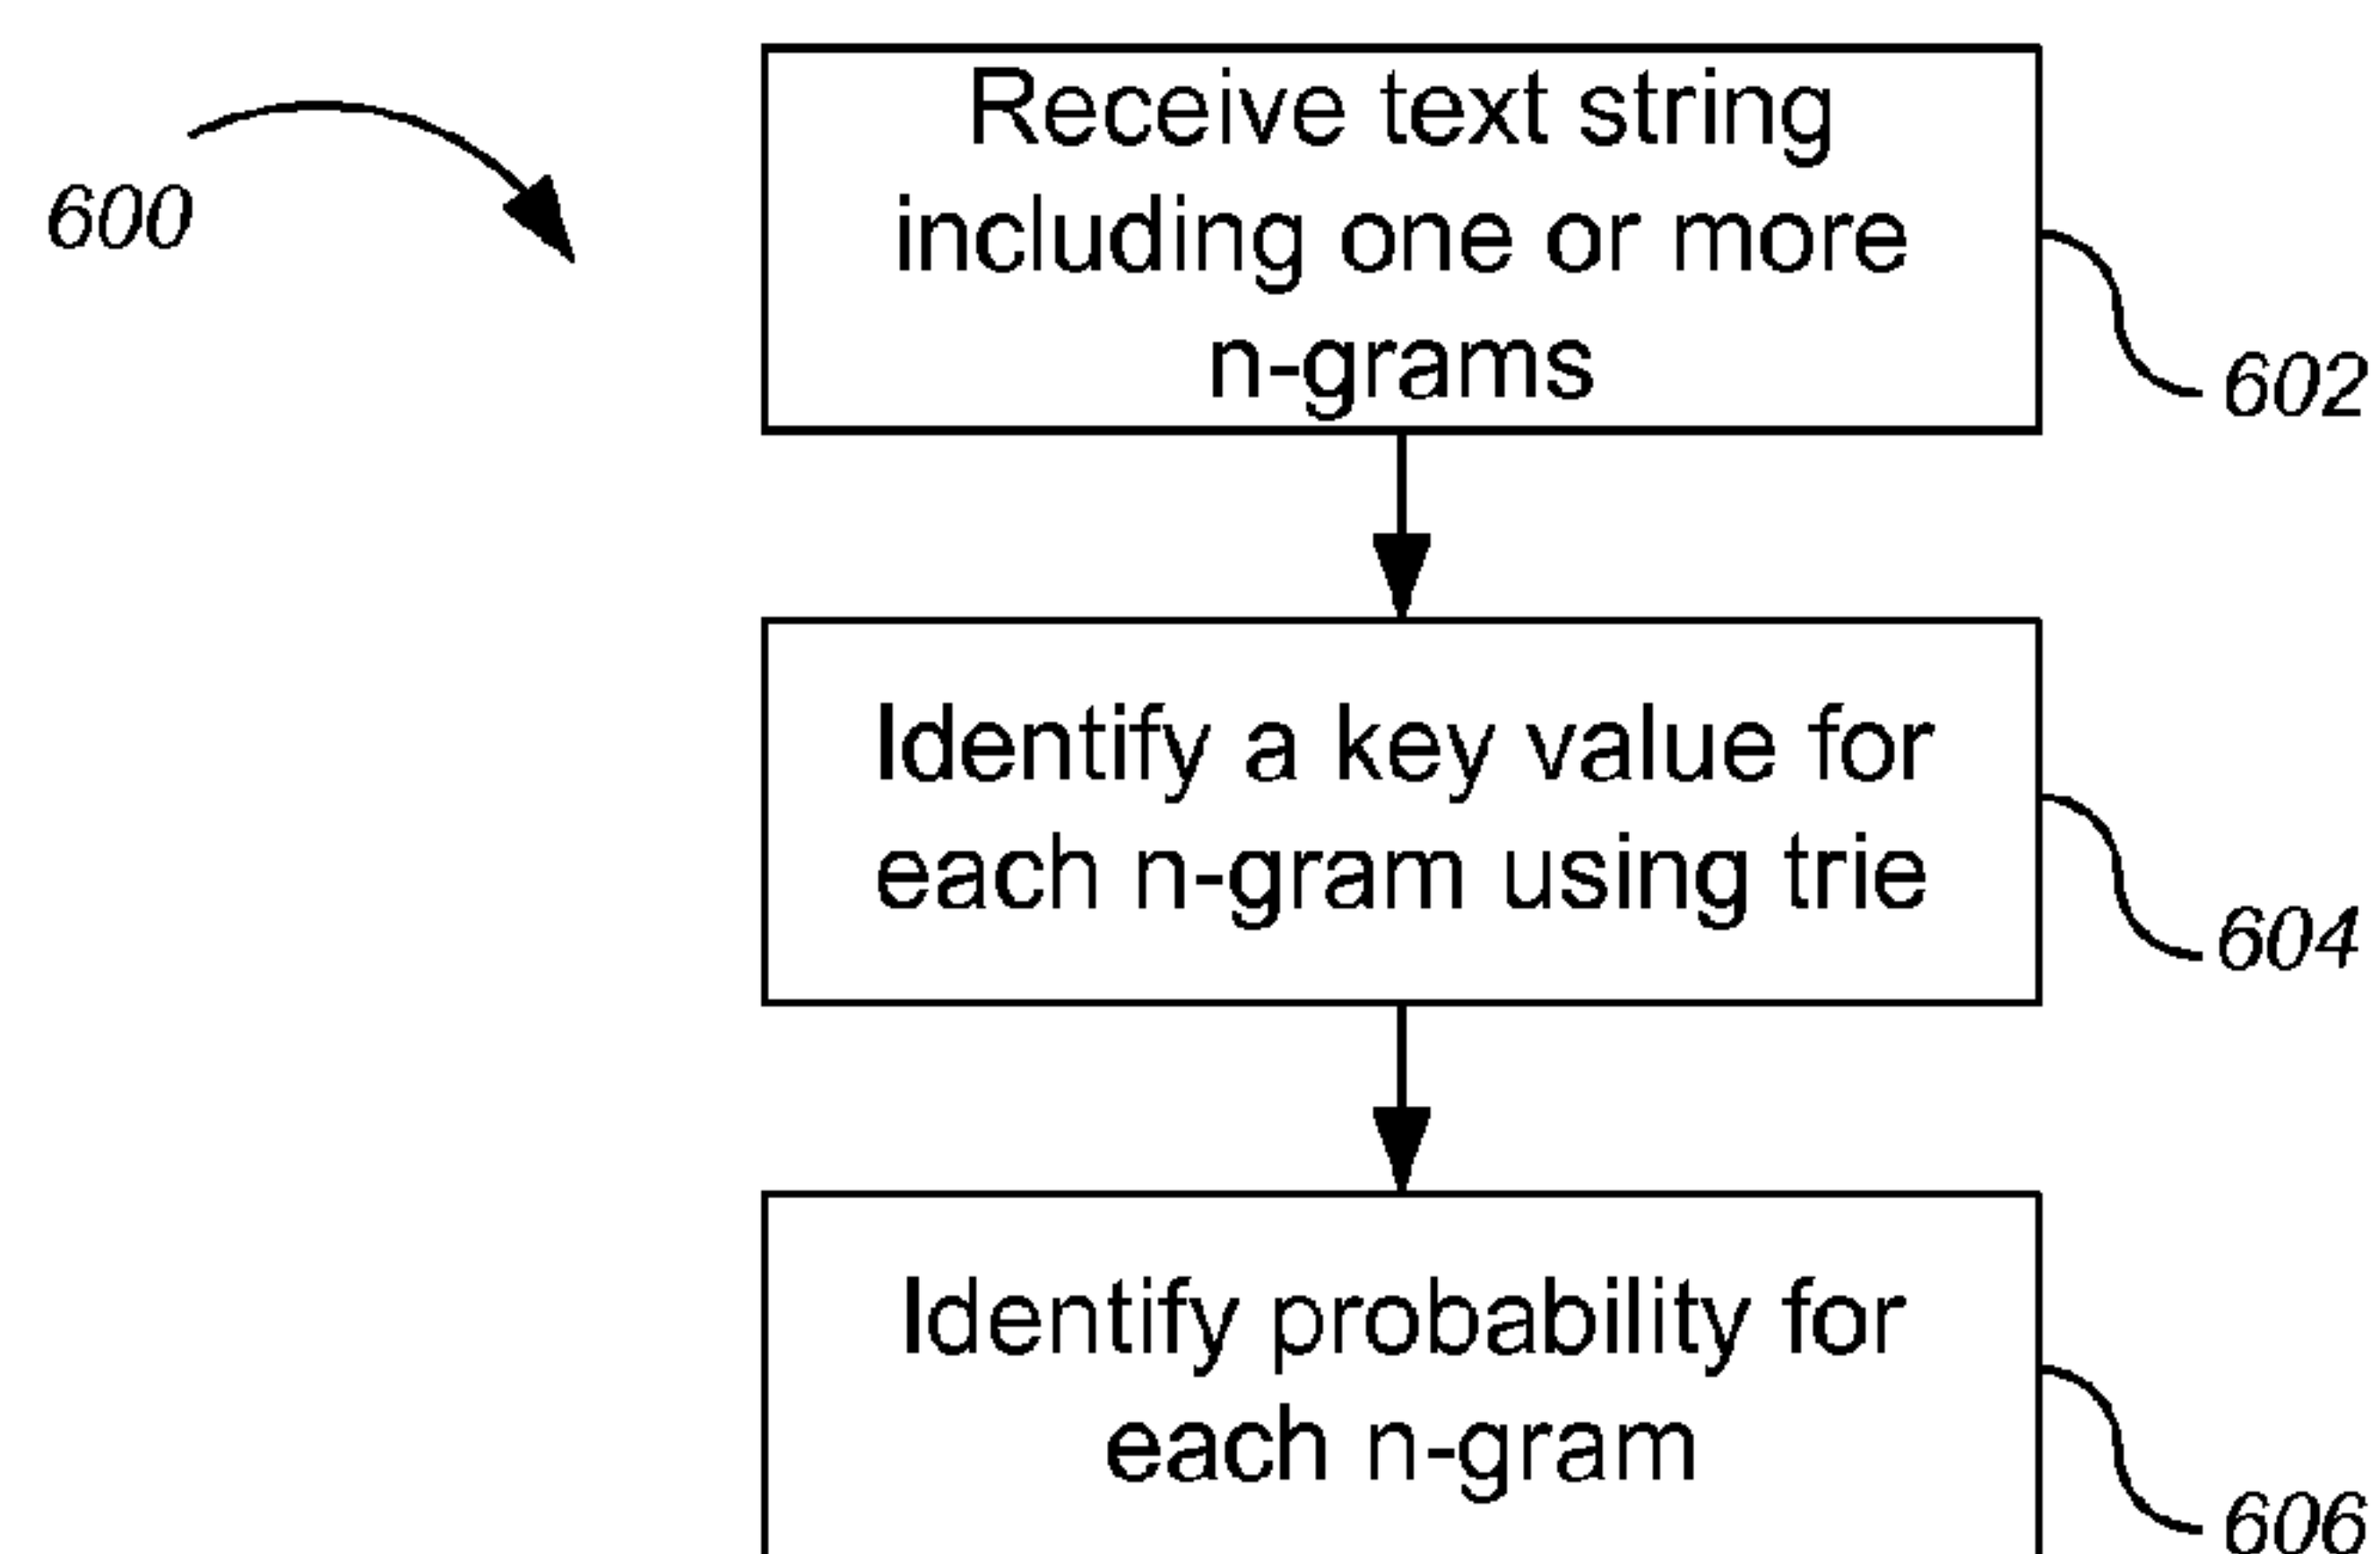 600
Receive text string
including one or more
n-grams
602
Identify a key value for
each n-gram using trie
604
Identify probability for
each n-gram
606